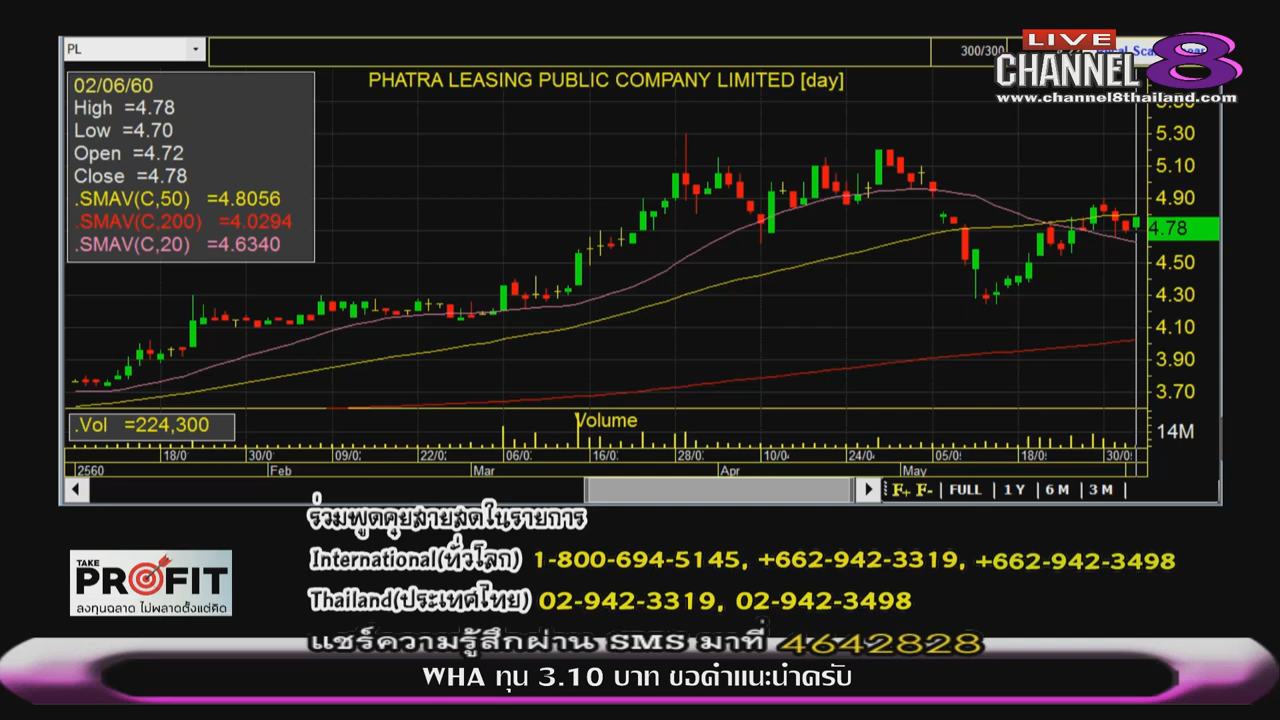 PL
300/300
LIVE
CHANNEL 8
www.channel8thailand.com
PHATRA LEASING PUBLIC COMPANY LIMITED [day]
02/06/60
High =4.78
Low =4.70
Open =4.72
Close =4.78
.SMAV(C,50) =4.8056
.SMAV(C,200) =4.0294
.SMAV(C,20) =4.6340
5.30
5.10
4.90
4.78
4.50
4.30
4.10
3.90
3.70
.Vol =224,300
Volume
14M
18/0 30/0 09/0 22/0 06/0 16/0 28/0 10/0 24/0 05/0 18/0 30/0
2560 Feb Mar Apr May
F+ F- FULL 1 Y 6 M 3 M
ร่วมพูดคุยสายสดในรายการ
International(ทั่วโลก) 1-800-694-5145, +662-942-3319, +662-942-3498
TAKE
PROFIT
ลงทุนฉลาด ไม่พลาดตั้งแต่คิด
Thailand(ประเทศไทย) 02-942-3319, 02-942-3498
แชร์ความรู้สึกผ่าน SMS มาที่ 4642828
WHA ทุน 3.10 บาท ขอคำแนะนำครับ